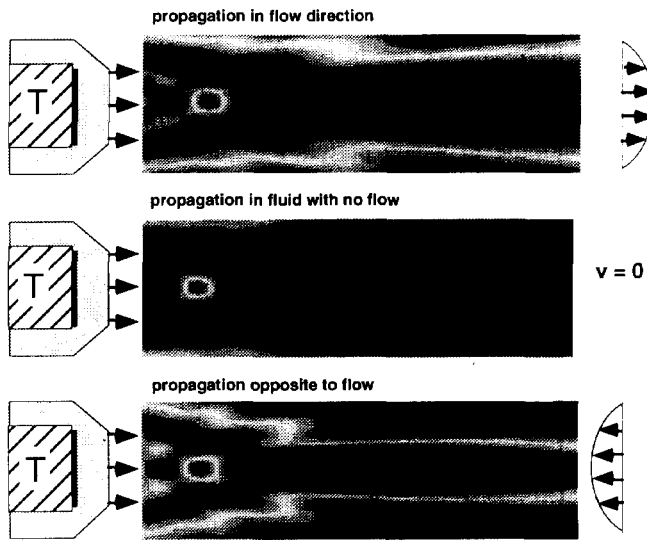 propagation in flow direction
T
propagation in fluid with no flow
T
v = 0
propagation opposite to flow
T